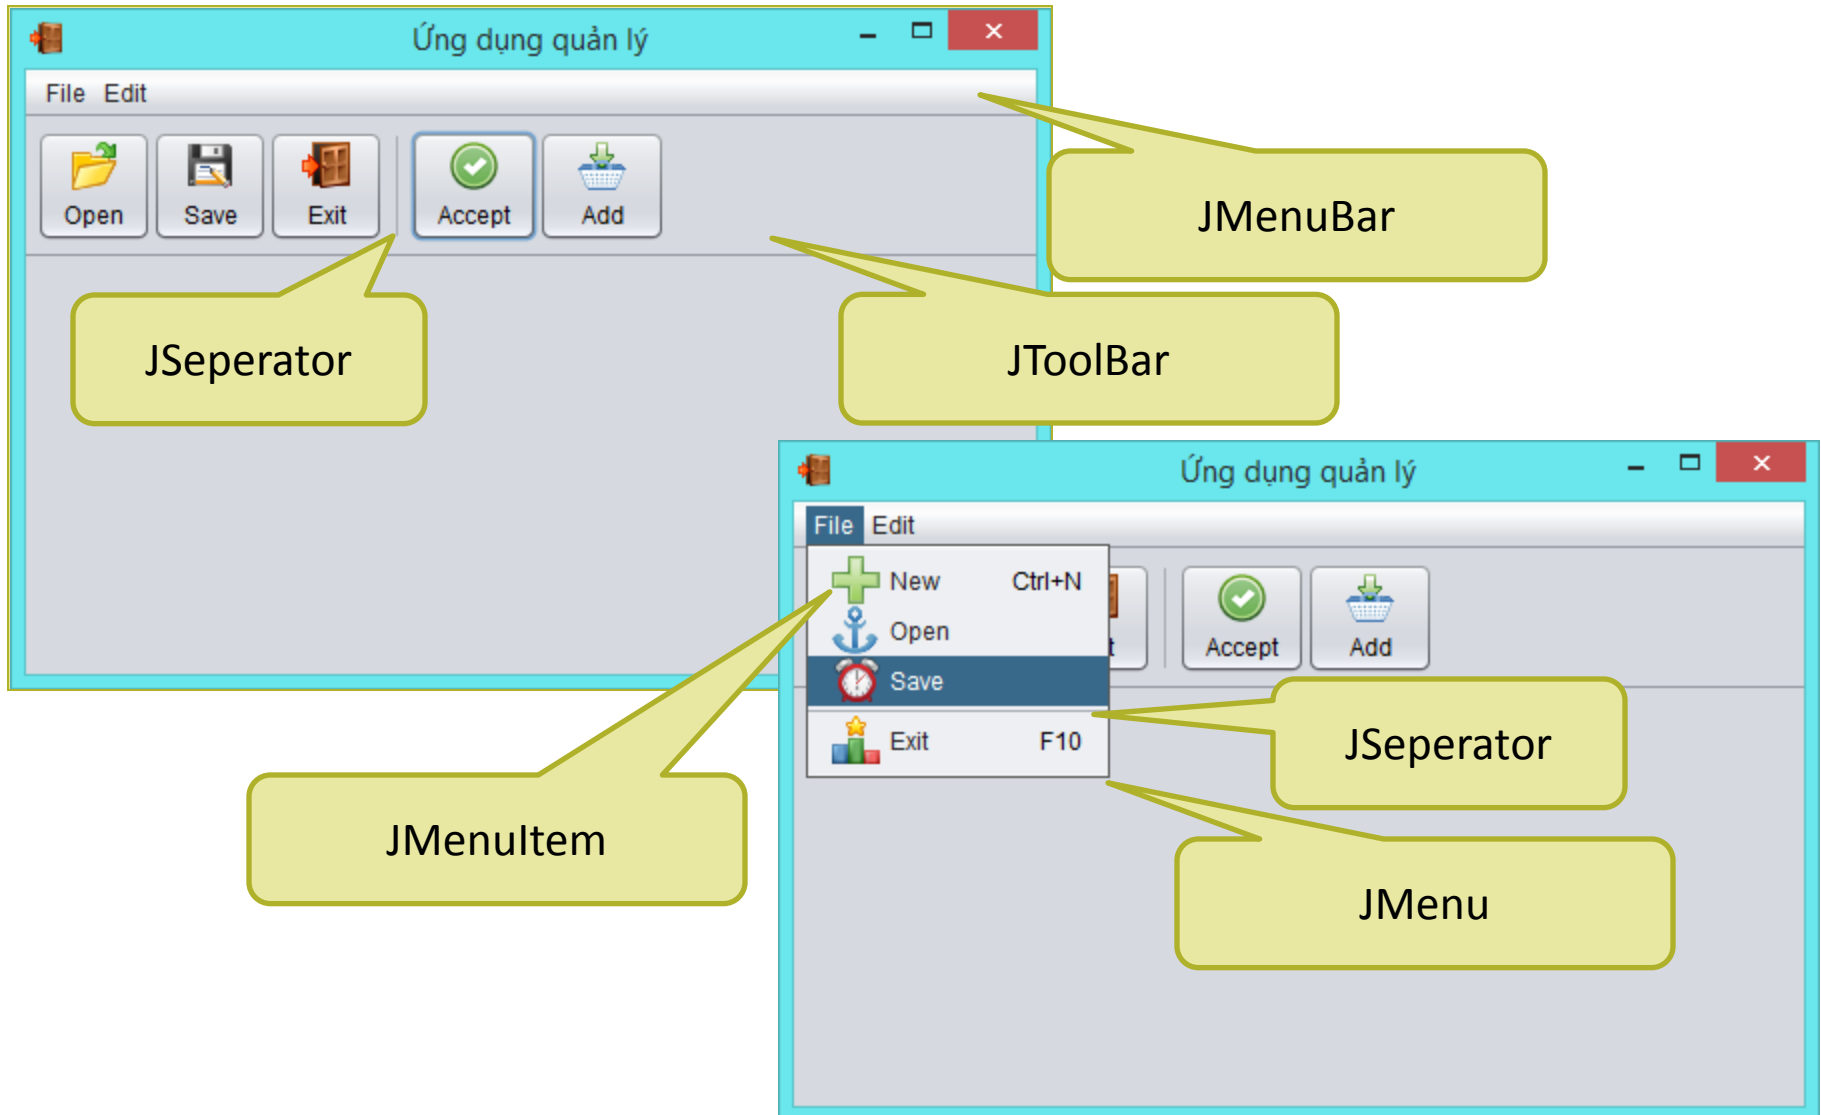 Ứng dụng quản lý
File Edit
Open Save Exit Accept Add
JMenuBar
JSeperator
JToolBar
Ứng dụng quản lý
File Edit
New Ctrl+N
Open
Save
Exit F10
t Accept Add
JSeperator
JMenuItem
JMenu